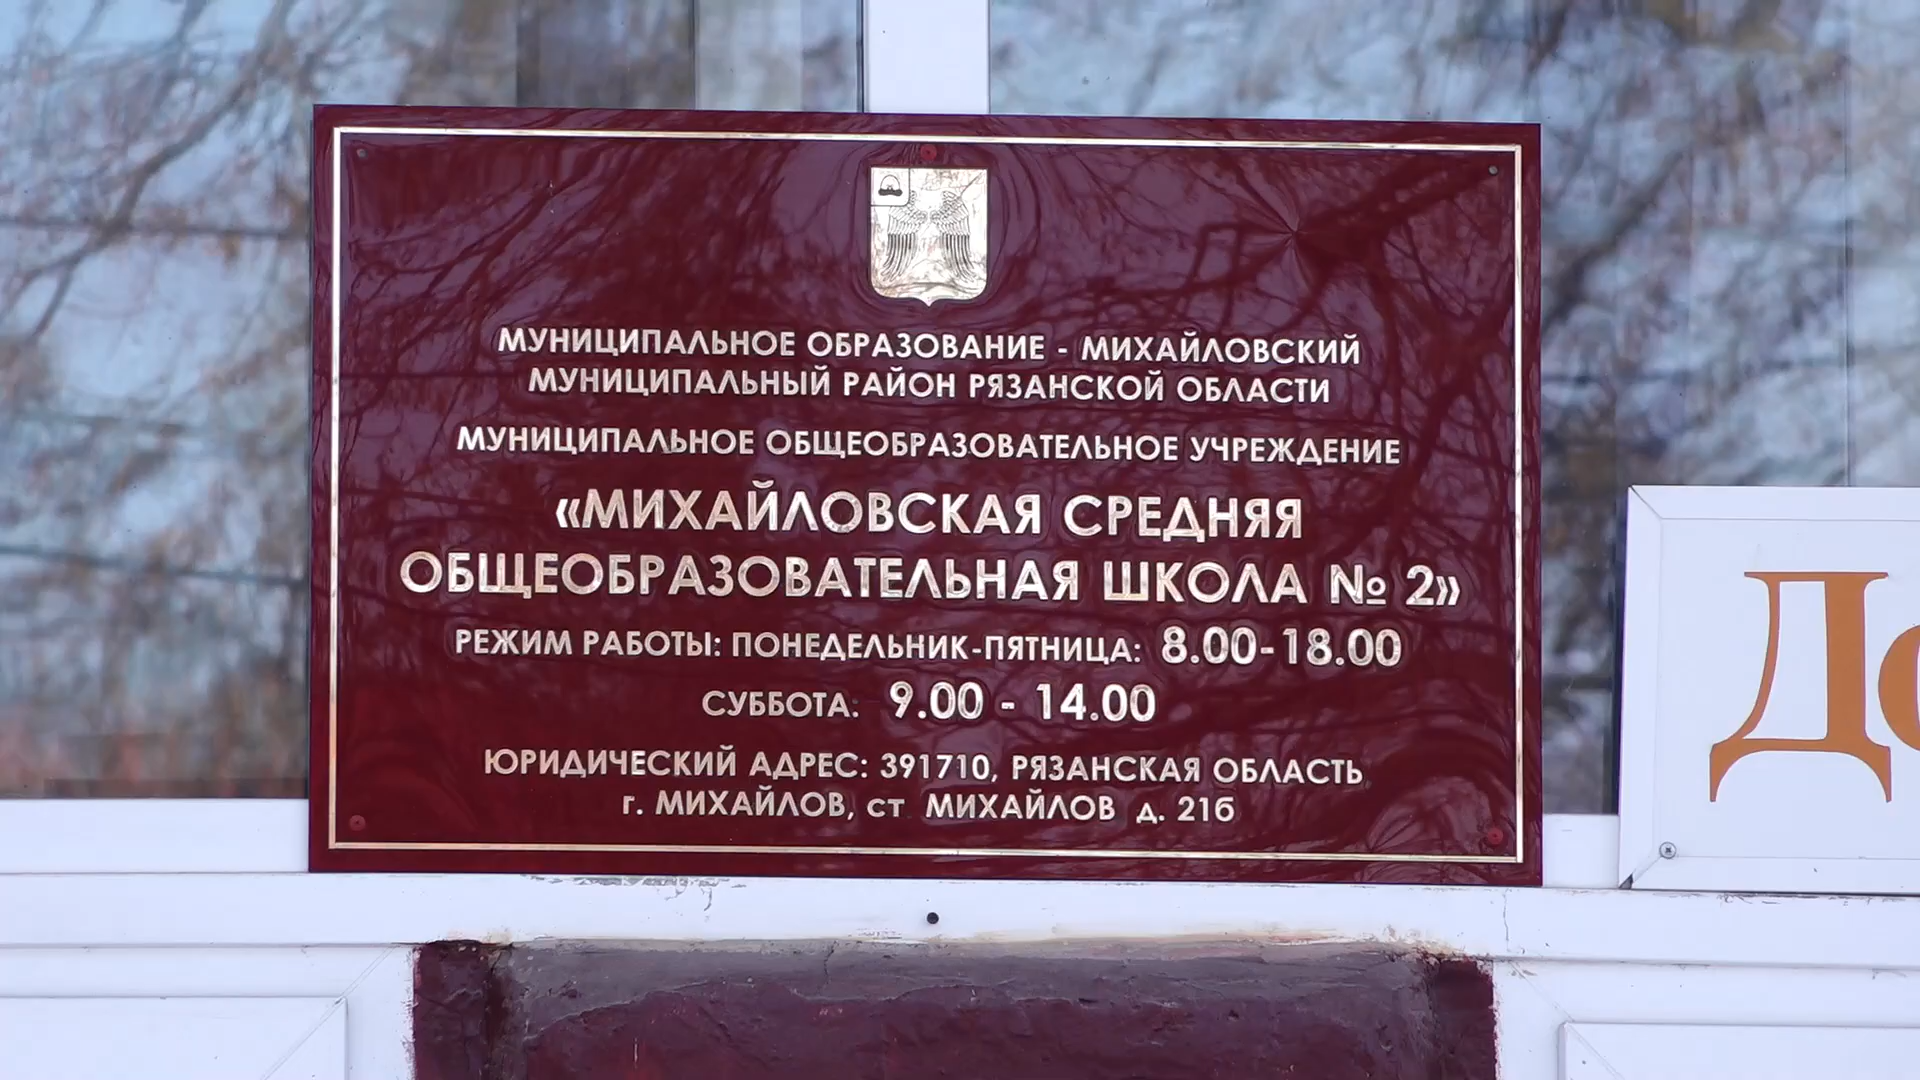 МУНИЦИПАЛЬНОЕ ОБРАЗОВАНИЕ - МИХАЙЛОВСКИЙ
МУНИЦИПАЛЬНЫЙ РАЙОН РЯЗАНСКОЙ ОБЛАСТИ
МУНИЦИПАЛЬНОЕ ОБЩЕОБРАЗОВАТЕЛЬНОЕ УЧРЕЖДЕНИЕ
«МИХАЙЛОВСКАЯ СРЕДНЯЯ
ОБЩЕОБРАЗОВАТЕЛЬНАЯ ШКОЛА № 2»
РЕЖИМ РАБОТЫ: ПОНЕДЕЛЬНИК-ПЯТНИЦА: 8.00-18.00
СУББОТА: 9.00 - 14.00
ЮРИДИЧЕСКИЙ АДРЕС: 391710, РЯЗАНСКАЯ ОБЛАСТЬ
г. МИХАЙЛОВ, ст МИХАЙЛОВ д. 21б